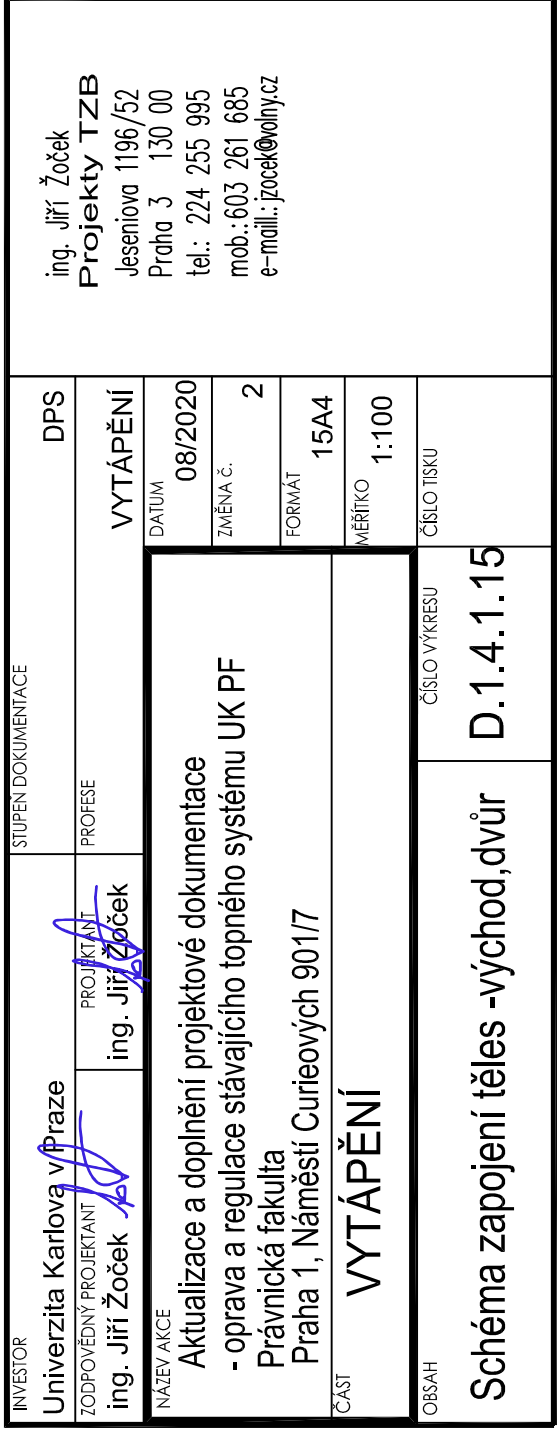 INVESTOR
Univerzita Karlova v Praze
STUPEŇ DOKUMENTACE
DPS
ZODPOVĚDNÝ PROJEKTANT
ing. Jiří Žoček
PROJEKTANT
ing. Jiří Žoček
PROFESE
VYTÁPĚNÍ
NÁZEV AKCE
Aktualizace a doplnění projektové dokumentace
- oprava a regulace stávajícího topného systému UK PF
Právnická fakulta
Praha 1, Náměstí Curieových 901/7
DATUM
08/2020
ZMĚNA Č.
2
FORMÁT
15A4
ČÁST
VYTÁPĚNÍ
MĚŘÍTKO
1:100
OBSAH
Schéma zapojení těles -východ,dvůr
ČÍSLO VÝKRESU
D.1.4.1.15
ČÍSLO TISKU
ing. Jiří Žoček
Projekty TZB
Jeseniova 1196/52
Praha 3 130 00
tel.: 224 255 995
mob.:603 261 685
e-maill.: jzocek@volny.cz